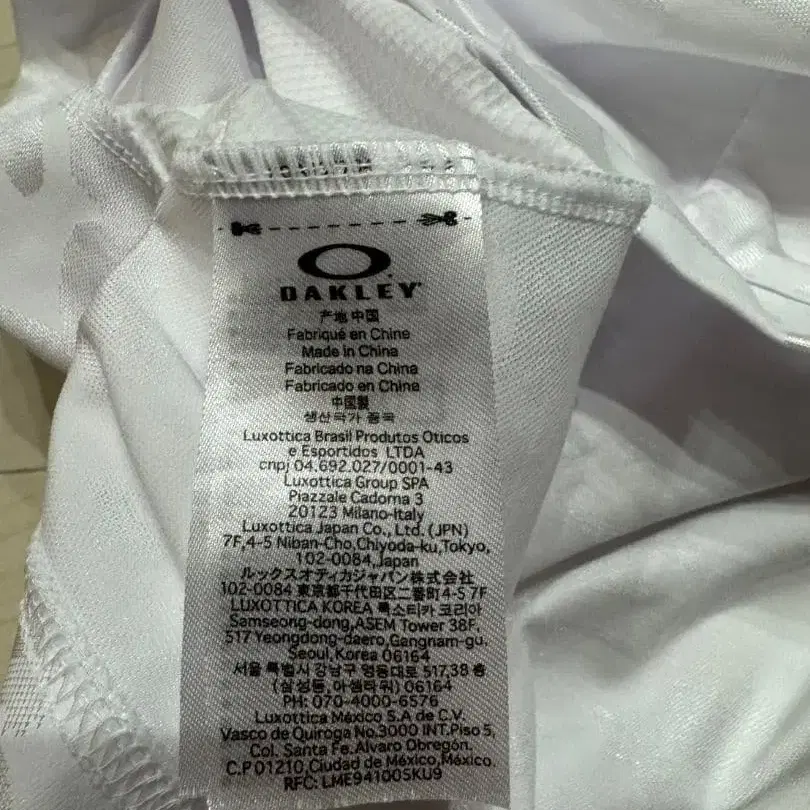 OAKLEY
产地 中国
Fabriqué en Chine
Made in China
Fabricado na China
Fabricado en China
中国製
생산국가 중국
Luxottica Brasil Produtos Oticos
e Esportidos LTDA
cnpj 04.692.027/0001-43
Luxottica Group SPA
Piazzale Cadorna 3
20123 Milano-Italy
Luxottica Japan Co., Ltd. (JPN)
7F,4-5 Niban-Cho,Chiyoda-ku,Tokyo,
102-0084,Japan
ルックスオティカジャパン株式会社
102-0084 東京都千代田区二番町4-5 7F
LUXOTTICA KOREA 룩소티카 코리아
Samseong-dong,ASEM Tower 38F,
517 Yeongdong-daero,Gangnam-gu,
Seoul,Korea 06164
서울 특별시 강남구 영동대로 517,38 층
(삼성동,아셈타워) 06164
PH: 070-4000-6576
Luxottica México S.A de C.V.
Vasco de Quiroga No.3000 INT.Piso 5,
Col. Santa Fe.Alvaro Obregón.
C.P 01210,Ciudad de México,México.
RFC: LME941005KU9